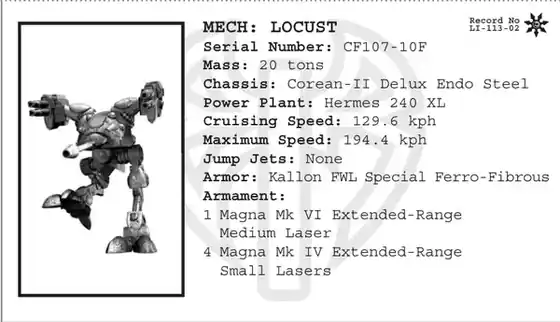 MECH: LOCUST
Record No
LI-113-02
Serial Number: CF107-10F
Mass: 20 tons
Chassis: Corean-II Delux Endo Steel
Power Plant: Hermes 240 XL
Cruising Speed: 129.6 kph
Maximum Speed: 194.4 kph
Jump Jets: None
Armor: Kallon FWL Special Ferro-Fibrous
Armament:
1 Magna Mk VI Extended-Range
Medium Laser
4 Magna Mk IV Extended-Range
Small Lasers